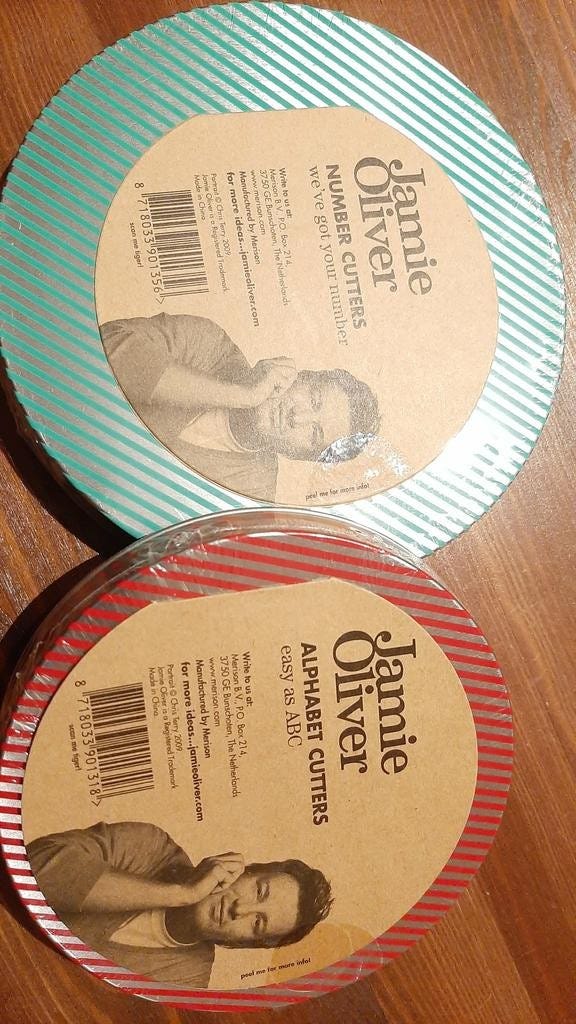 Jamie
Oliver
NUMBER CUTTERS
we've got your number
Write to us at:
Merison B.V., P.O. Box 214,
3750 GE Bunschoten, The Netherlands
www.merison.com
Manufactured by Merison
for more ideas...jamieoliver.com
Portrait © Chris Terry 2009.
Jamie Oliver is a Registered Trademark.
Made in China.
8 718033 901356 >
scan me tiger!
peel me for more info!
Jamie
Oliver
ALPHABET CUTTERS
easy as ABC
Write to us at:
Merison B.V., P.O. Box 214,
3750 GE Bunschoten, The Netherlands
www.merison.com
Manufactured by Merison
for more ideas...jamieoliver.com
Portrait © Chris Terry 2009
Jamie Oliver is a Registered Trademark
Made in China.
8 718033 901318 >
scan me tiger!
peel me for more info!